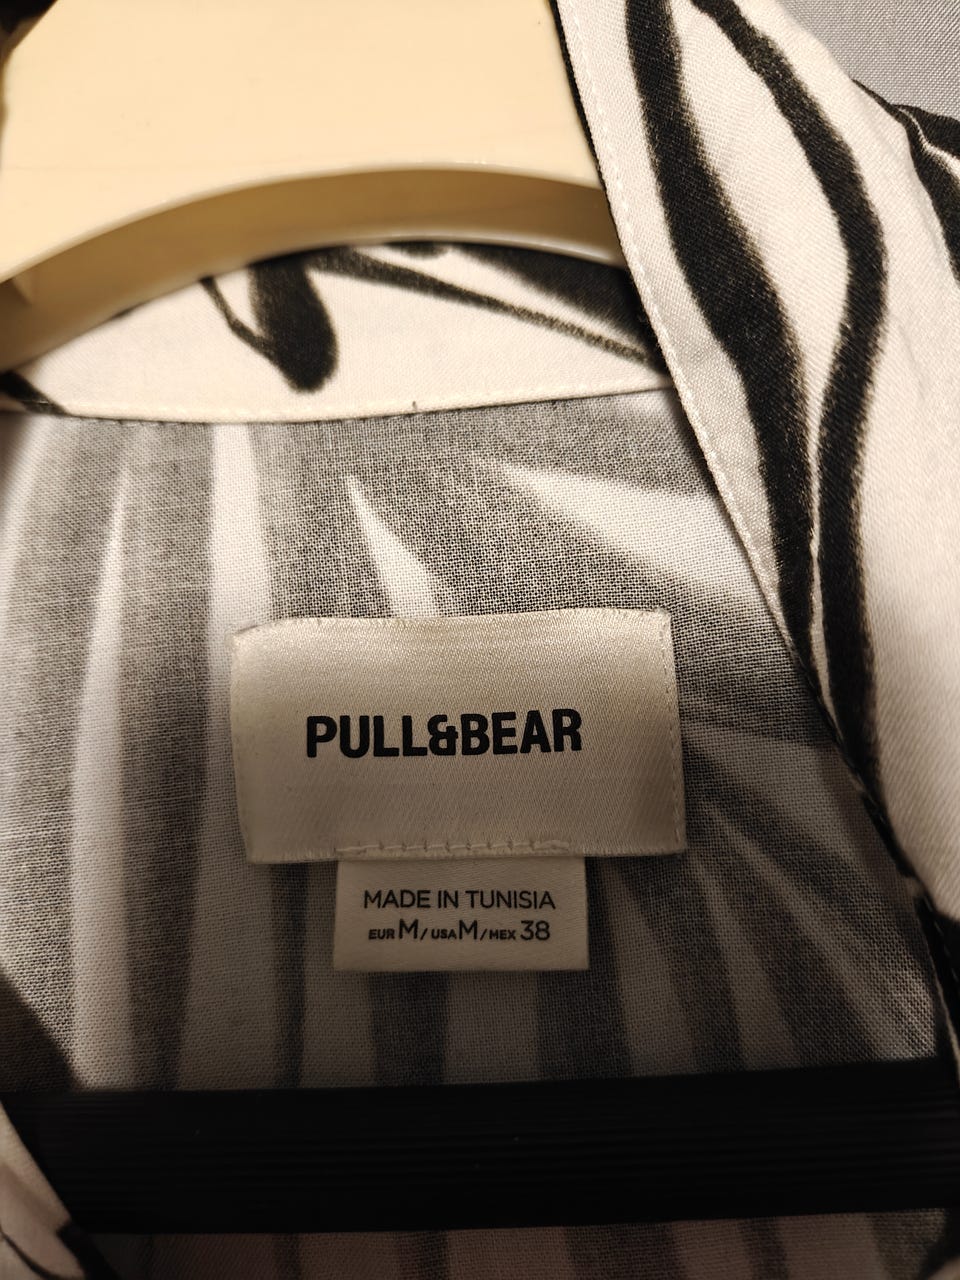 PULL&BEAR
MADE IN TUNISIA
EUR M/USA M/MEX 38